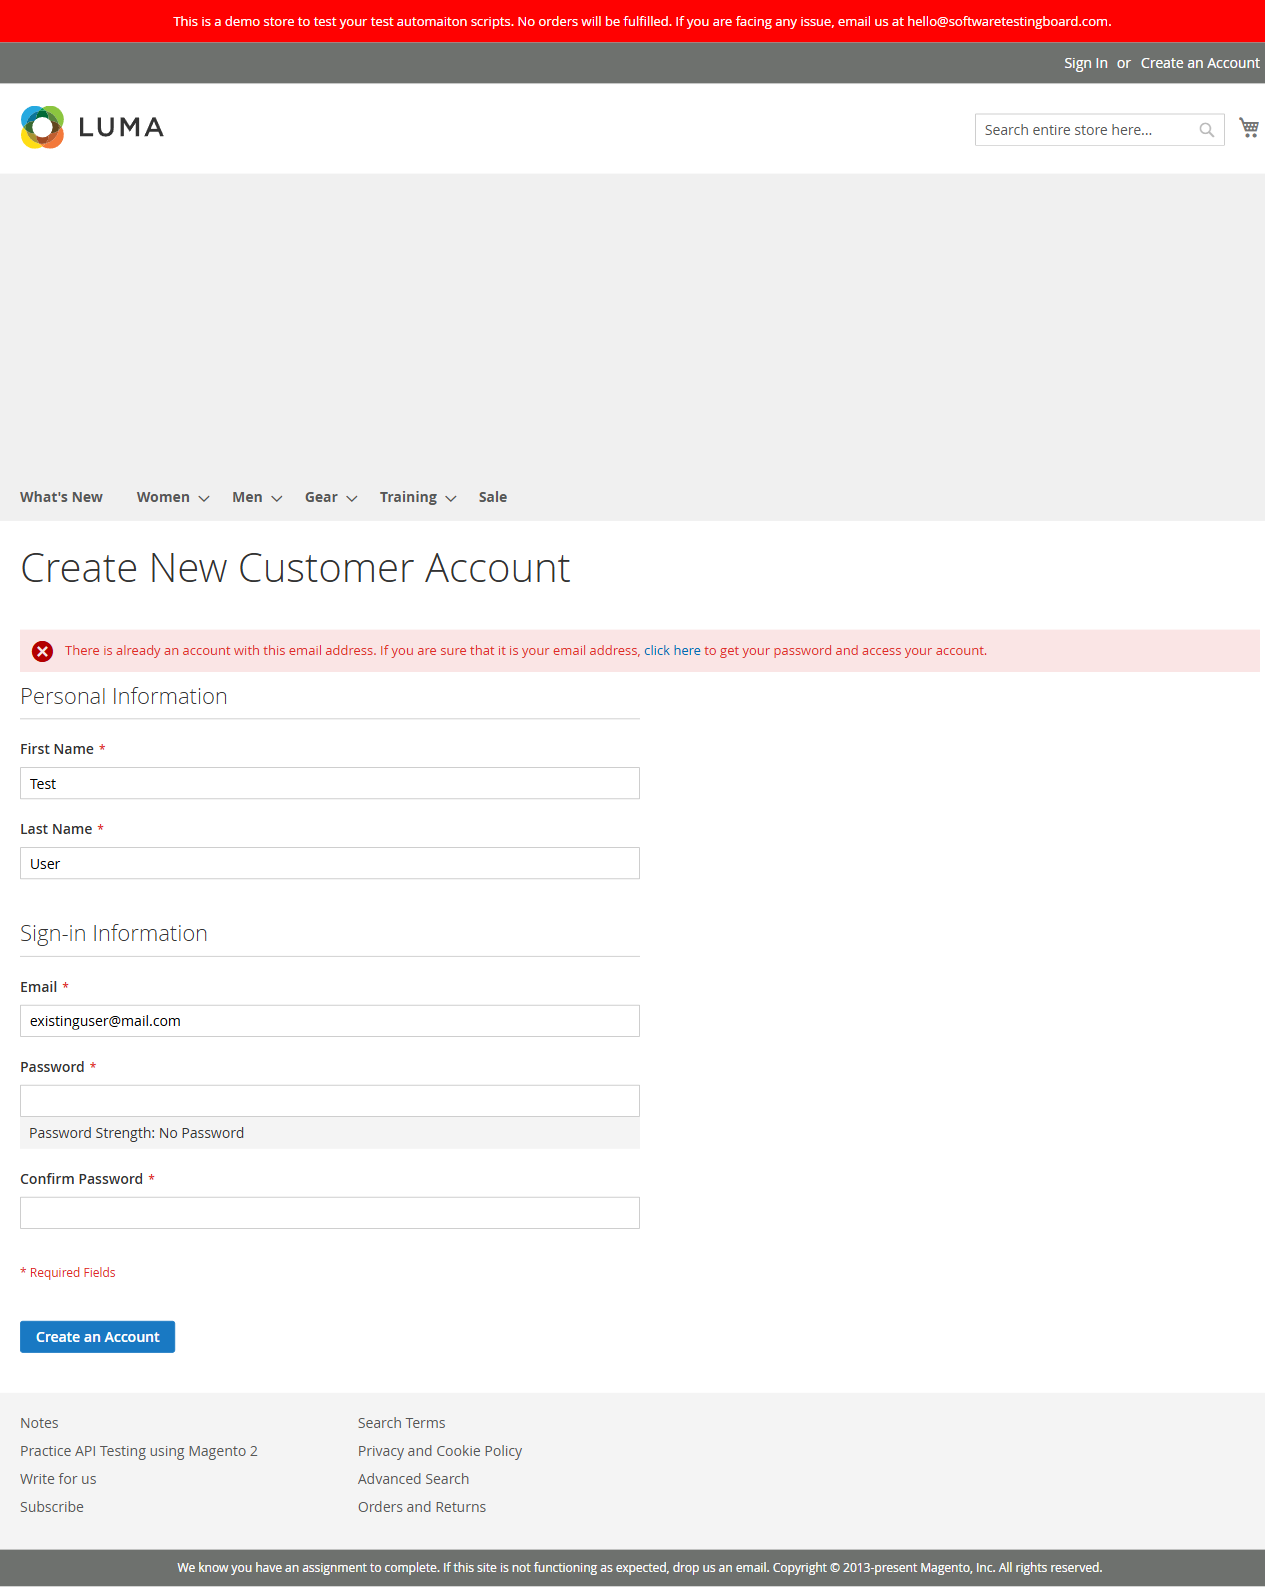 This is a demo store to test your test automaiton scripts. No orders will be fulfilled. If you are facing any issue, email us at hello@softwaretestingboard.com.
Sign In or Create an Account
LUMA
Search entire store here...
What's New Women Men Gear Training Sale
Create New Customer Account
There is already an account with this email address. If you are sure that it is your email address, click here to get your password and access your account.
Personal Information
First Name *
Test
Last Name *
User
Sign-in Information
Email *
existinguser@mail.com
Password *
Password Strength: No Password
Confirm Password *
* Required Fields
Create an Account
Notes
Practice API Testing using Magento 2
Write for us
Subscribe
Search Terms
Privacy and Cookie Policy
Advanced Search
Orders and Returns
We know you have an assignment to complete. If this site is not functioning as expected, drop us an email. Copyright © 2013-present Magento, Inc. All rights reserved.